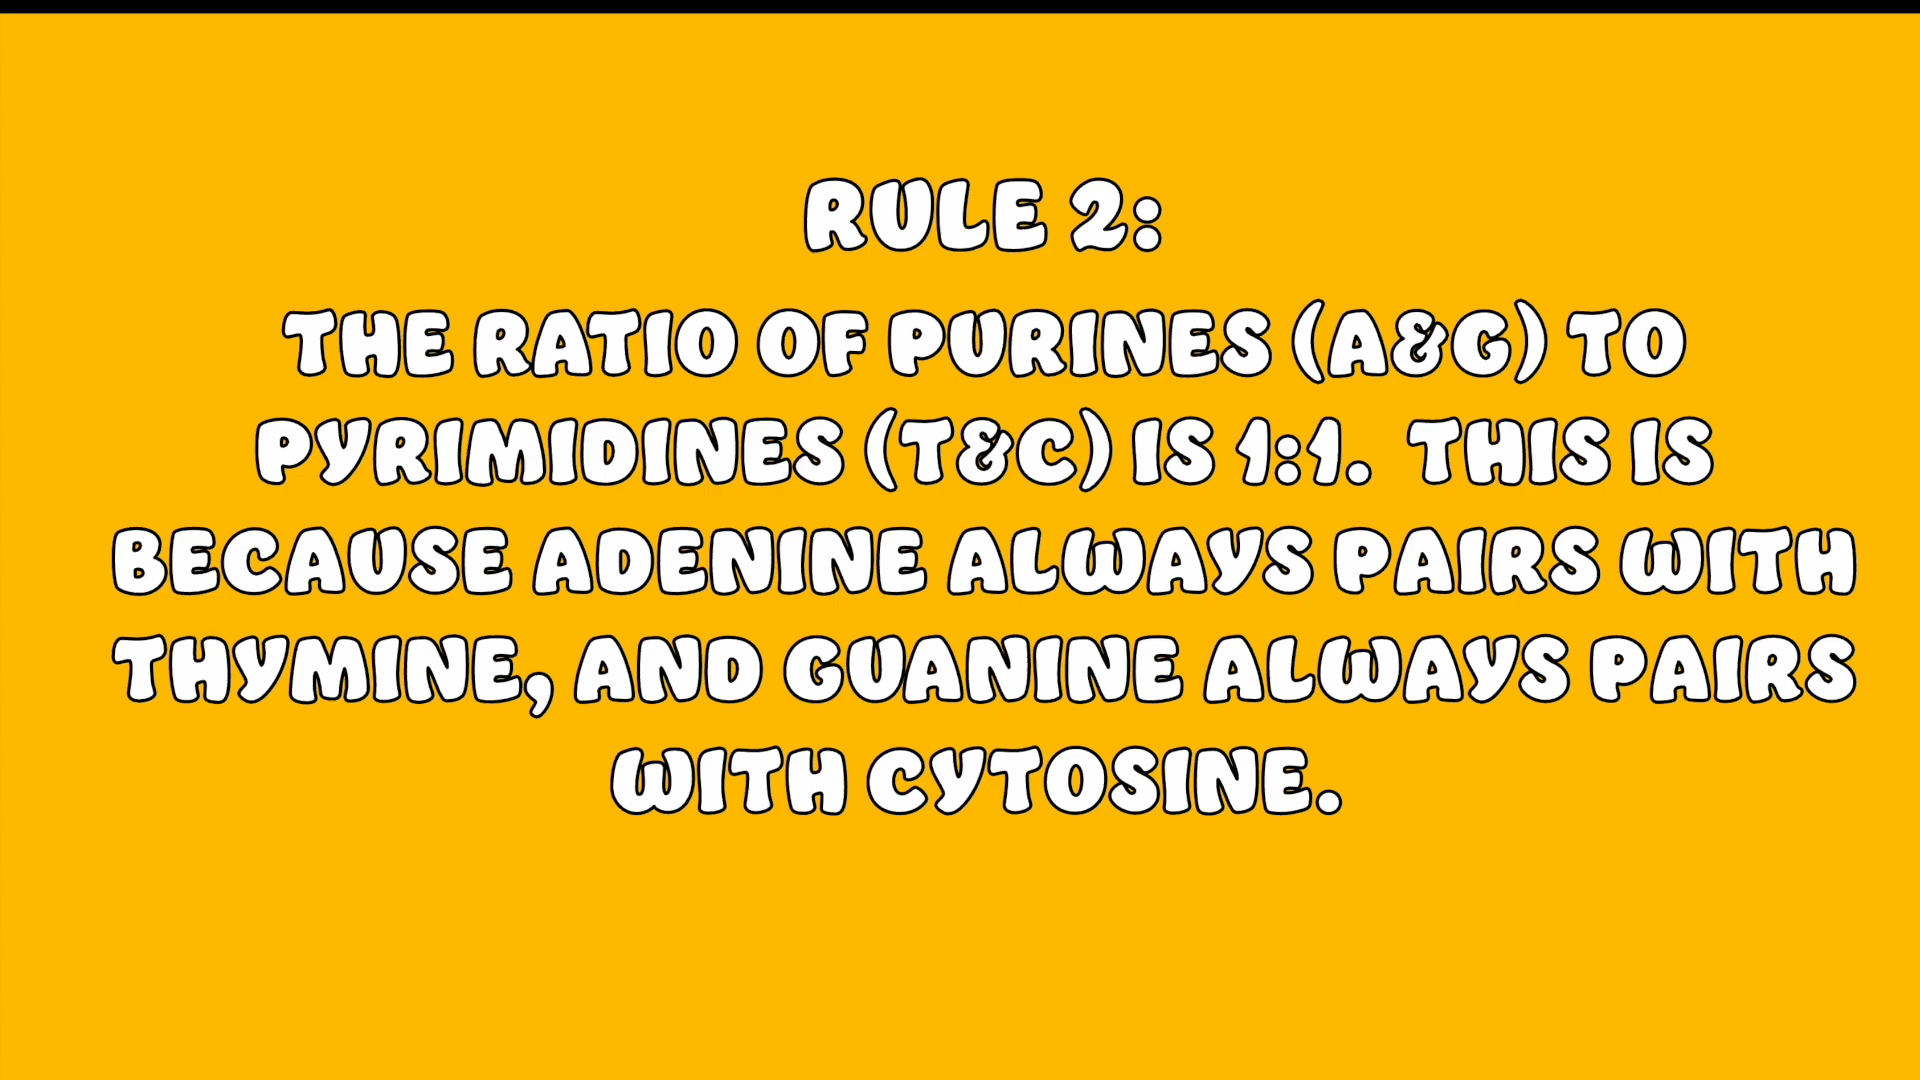 RULE 2:
THE RATIO OF PURINES (A&G) TO
PYRIMIDINES (T&C) IS 1:1. THIS IS
BECAUSE ADENINE ALWAYS PAIRS WITH
THYMINE, AND GUANINE ALWAYS PAIRS
WITH CYTOSINE.